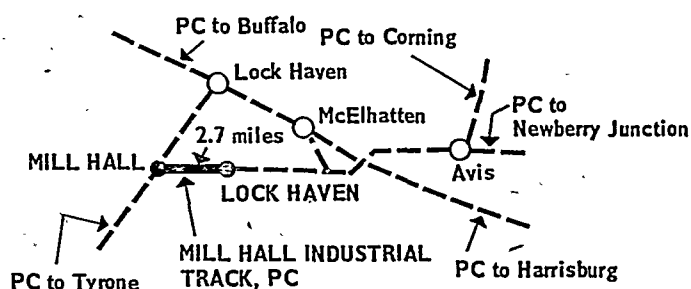 PC to Buffalo
PC to Corning
Lock Haven
McElhatten
PC to
Newberry Junction
2.7 miles
MILL HALL
LOCK HAVEN
Avis
MILL HALL INDUSTRIAL
TRACK, PC
PC to Tyrone
PC to Harrisburg